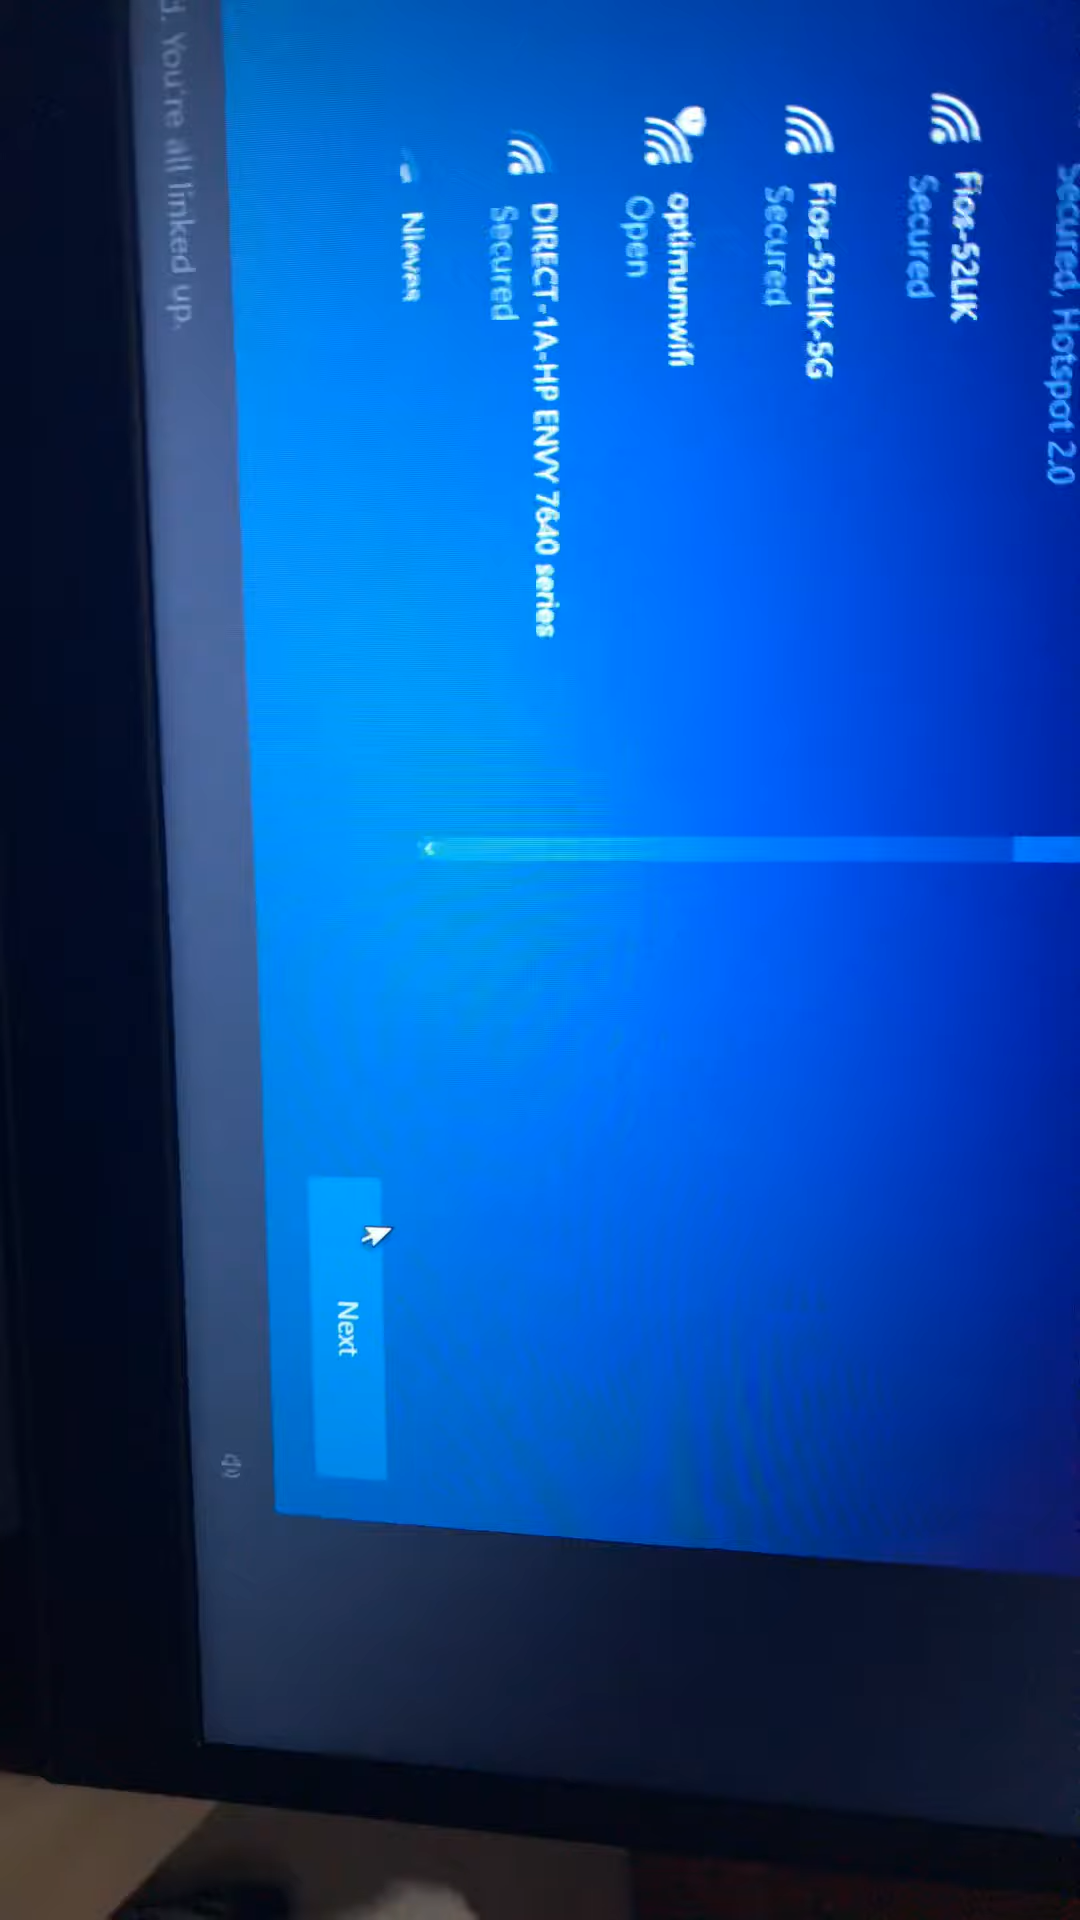 Secured, Hotspot 2.0
Fios-52LIK
Secured
Fios-52LIK-5G
Secured
optimumwifi
Open
DIRECT-1A-HP ENVY 7640 series
Secured
Nieves
Next
You're all linked up.